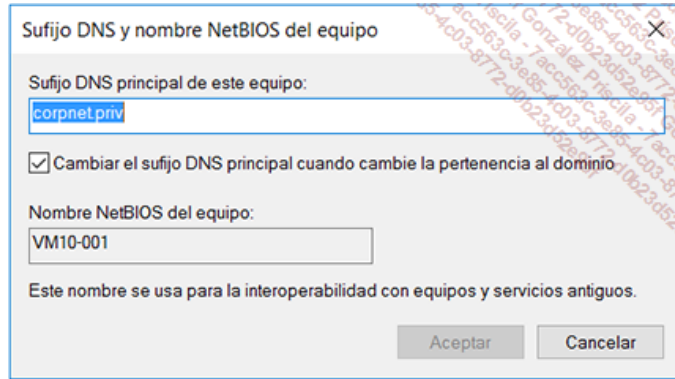 Sufijo DNS y nombre NetBIOS del equipo
Sufijo DNS principal de este equipo:
corpnet.priv
Cambiar el sufijo DNS principal cuando cambie la pertenencia al dominio
Nombre NetBIOS del equipo:
VM10-001
Este nombre se usa para la interoperabilidad con equipos y servicios antiguos.
Aceptar
Cancelar